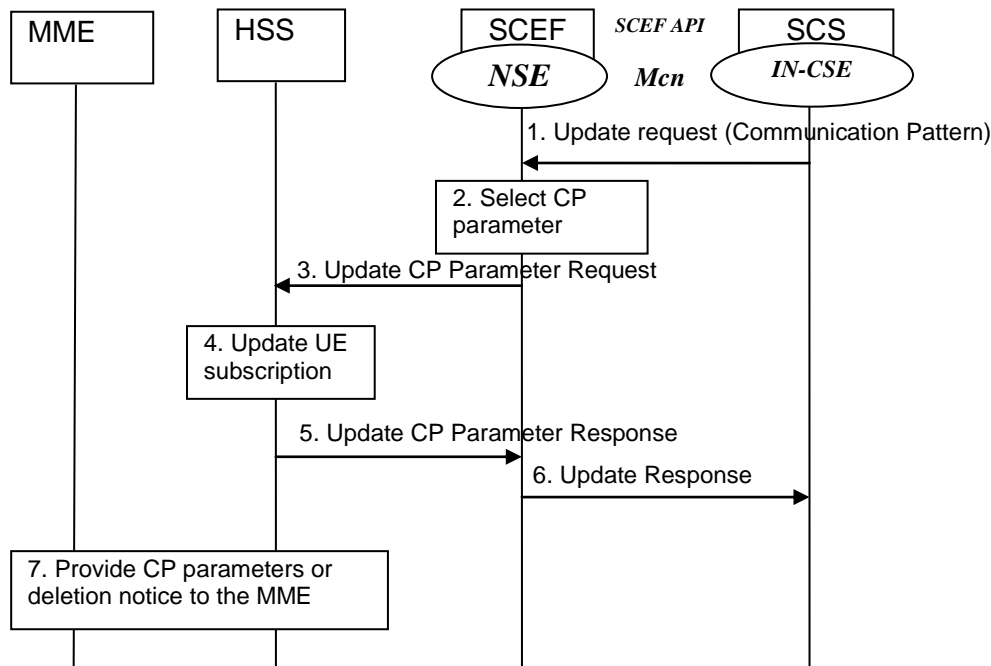 MME
HSS
SCEF
SCEF API
SCS
NSE
Mcn
IN-CSE
1. Update request (Communication Pattern)
2. Select CP
parameter
3. Update CP Parameter Request
4. Update UE
subscription
5. Update CP Parameter Response
6. Update Response
7. Provide CP parameters or
deletion notice to the MME